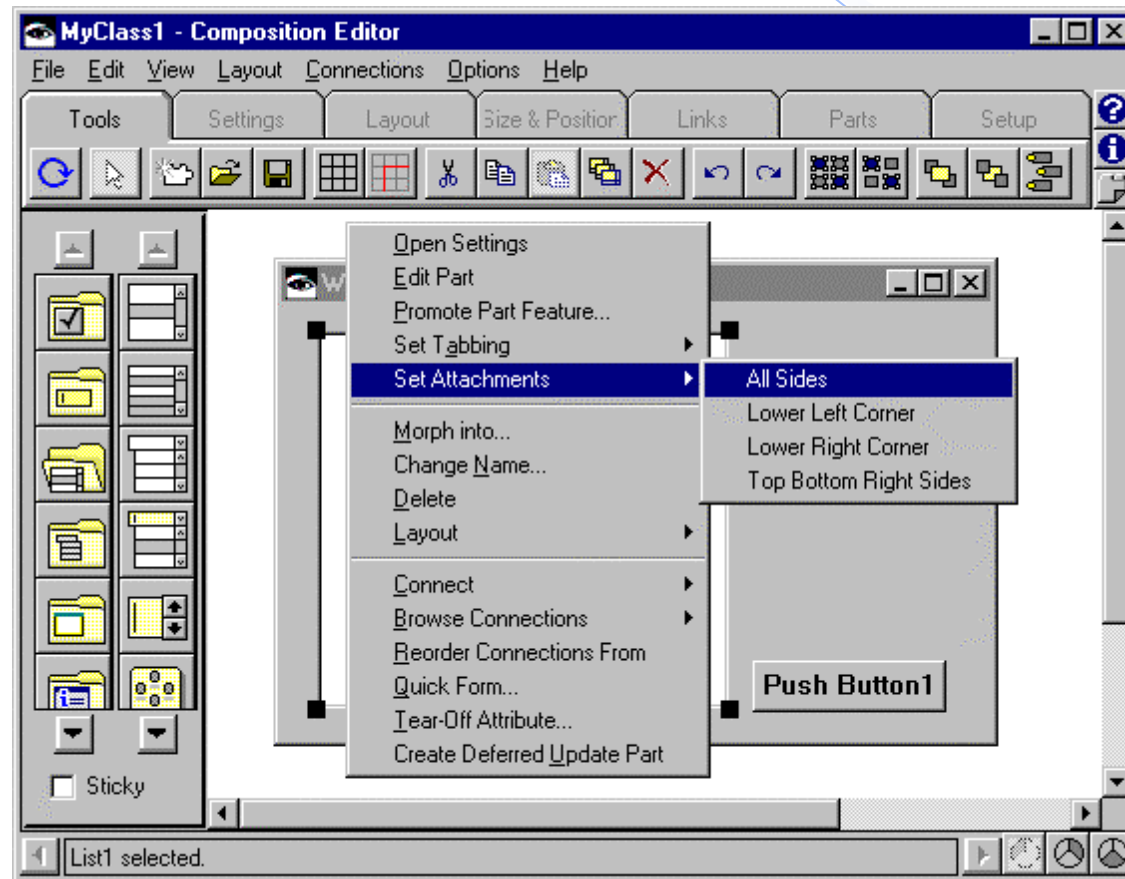 MyClass1 - Composition Editor
File Edit View Layout Connections Options Help
Tools Settings Layout Size & Position Links Parts Setup
W
Open Settings
Edit Part
Promote Part Feature...
Set Tabbing
Set Attachments
All Sides
Lower Left Corner
Lower Right Corner
Top Bottom Right Sides
Morph into...
Change Name...
Delete
Layout
Connect
Browse Connections
Reorder Connections From
Quick Form...
Tear-Off Attribute...
Create Deferred Update Part
Push Button1
Sticky
List1 selected.